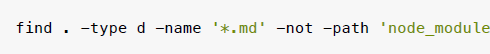 find . -type d -name '*.md' -not -path 'node_module